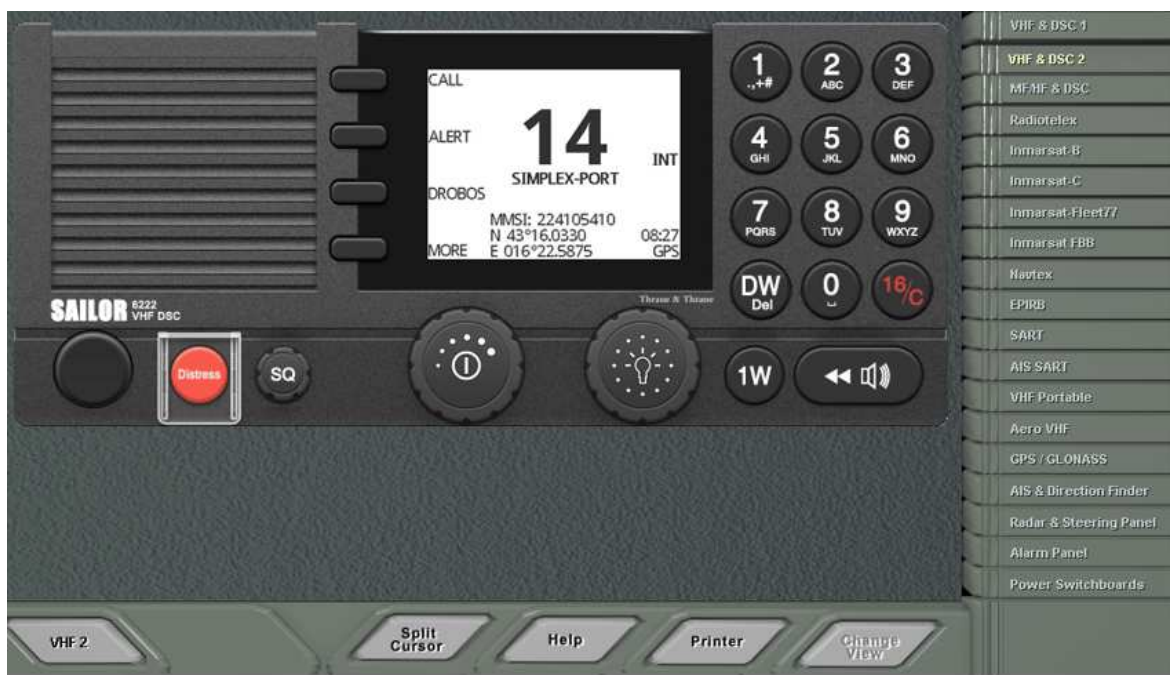 CALL
ALERT
14
INT
SIMPLEX-PORT
DROBOS
MMSI: 224105410
N 43°16.0330 08:27
MORE E 016°22.5875 GPS
Thrane & Thrane
SAILOR 6222 VHF DSC
Distress
SQ
1 .,+#
2 ABC
3 DEF
4 GHI
5 JKL
6 MNO
7 PQRS
8 TUV
9 WXYZ
DW Del
0
16/C
1W
VHF & DSC 1
VHF & DSC 2
MF/HF & DSC
Radiotelex
Inmarsat-B
Inmarsat-C
Inmarsat-Fleet77
Inmarsat FBB
Navtex
EPIRB
SART
AIS SART
VHF Portable
Aero VHF
GPS / GLONASS
AIS & Direction Finder
Radar & Steering Panel
Alarm Panel
Power Switchboards
VHF 2
Split
Cursor
Help
Printer
Change
View